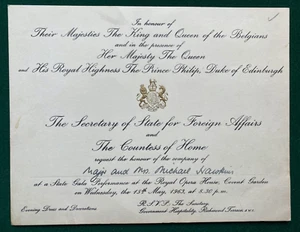 In honour of
Their Majesties The King and Queen of the Belgians
and in the presence of
Her Majesty The Queen
and His Royal Highness The Prince Philip, Duke of Edinburgh
The Secretary of State for Foreign Affairs
and
The Countess of Home
request the honour of the company of
Major and Mrs. Michael Hawkins
at a State Gala Performance at the Royal Opera House, Covent Garden
on Wednesday, the 15th May, 1963, at 8.30 p.m.
Evening Dress and Decorations
R.S.V.P. The Secretary,
Government Hospitality, Richmond Terrace, S.W.1.